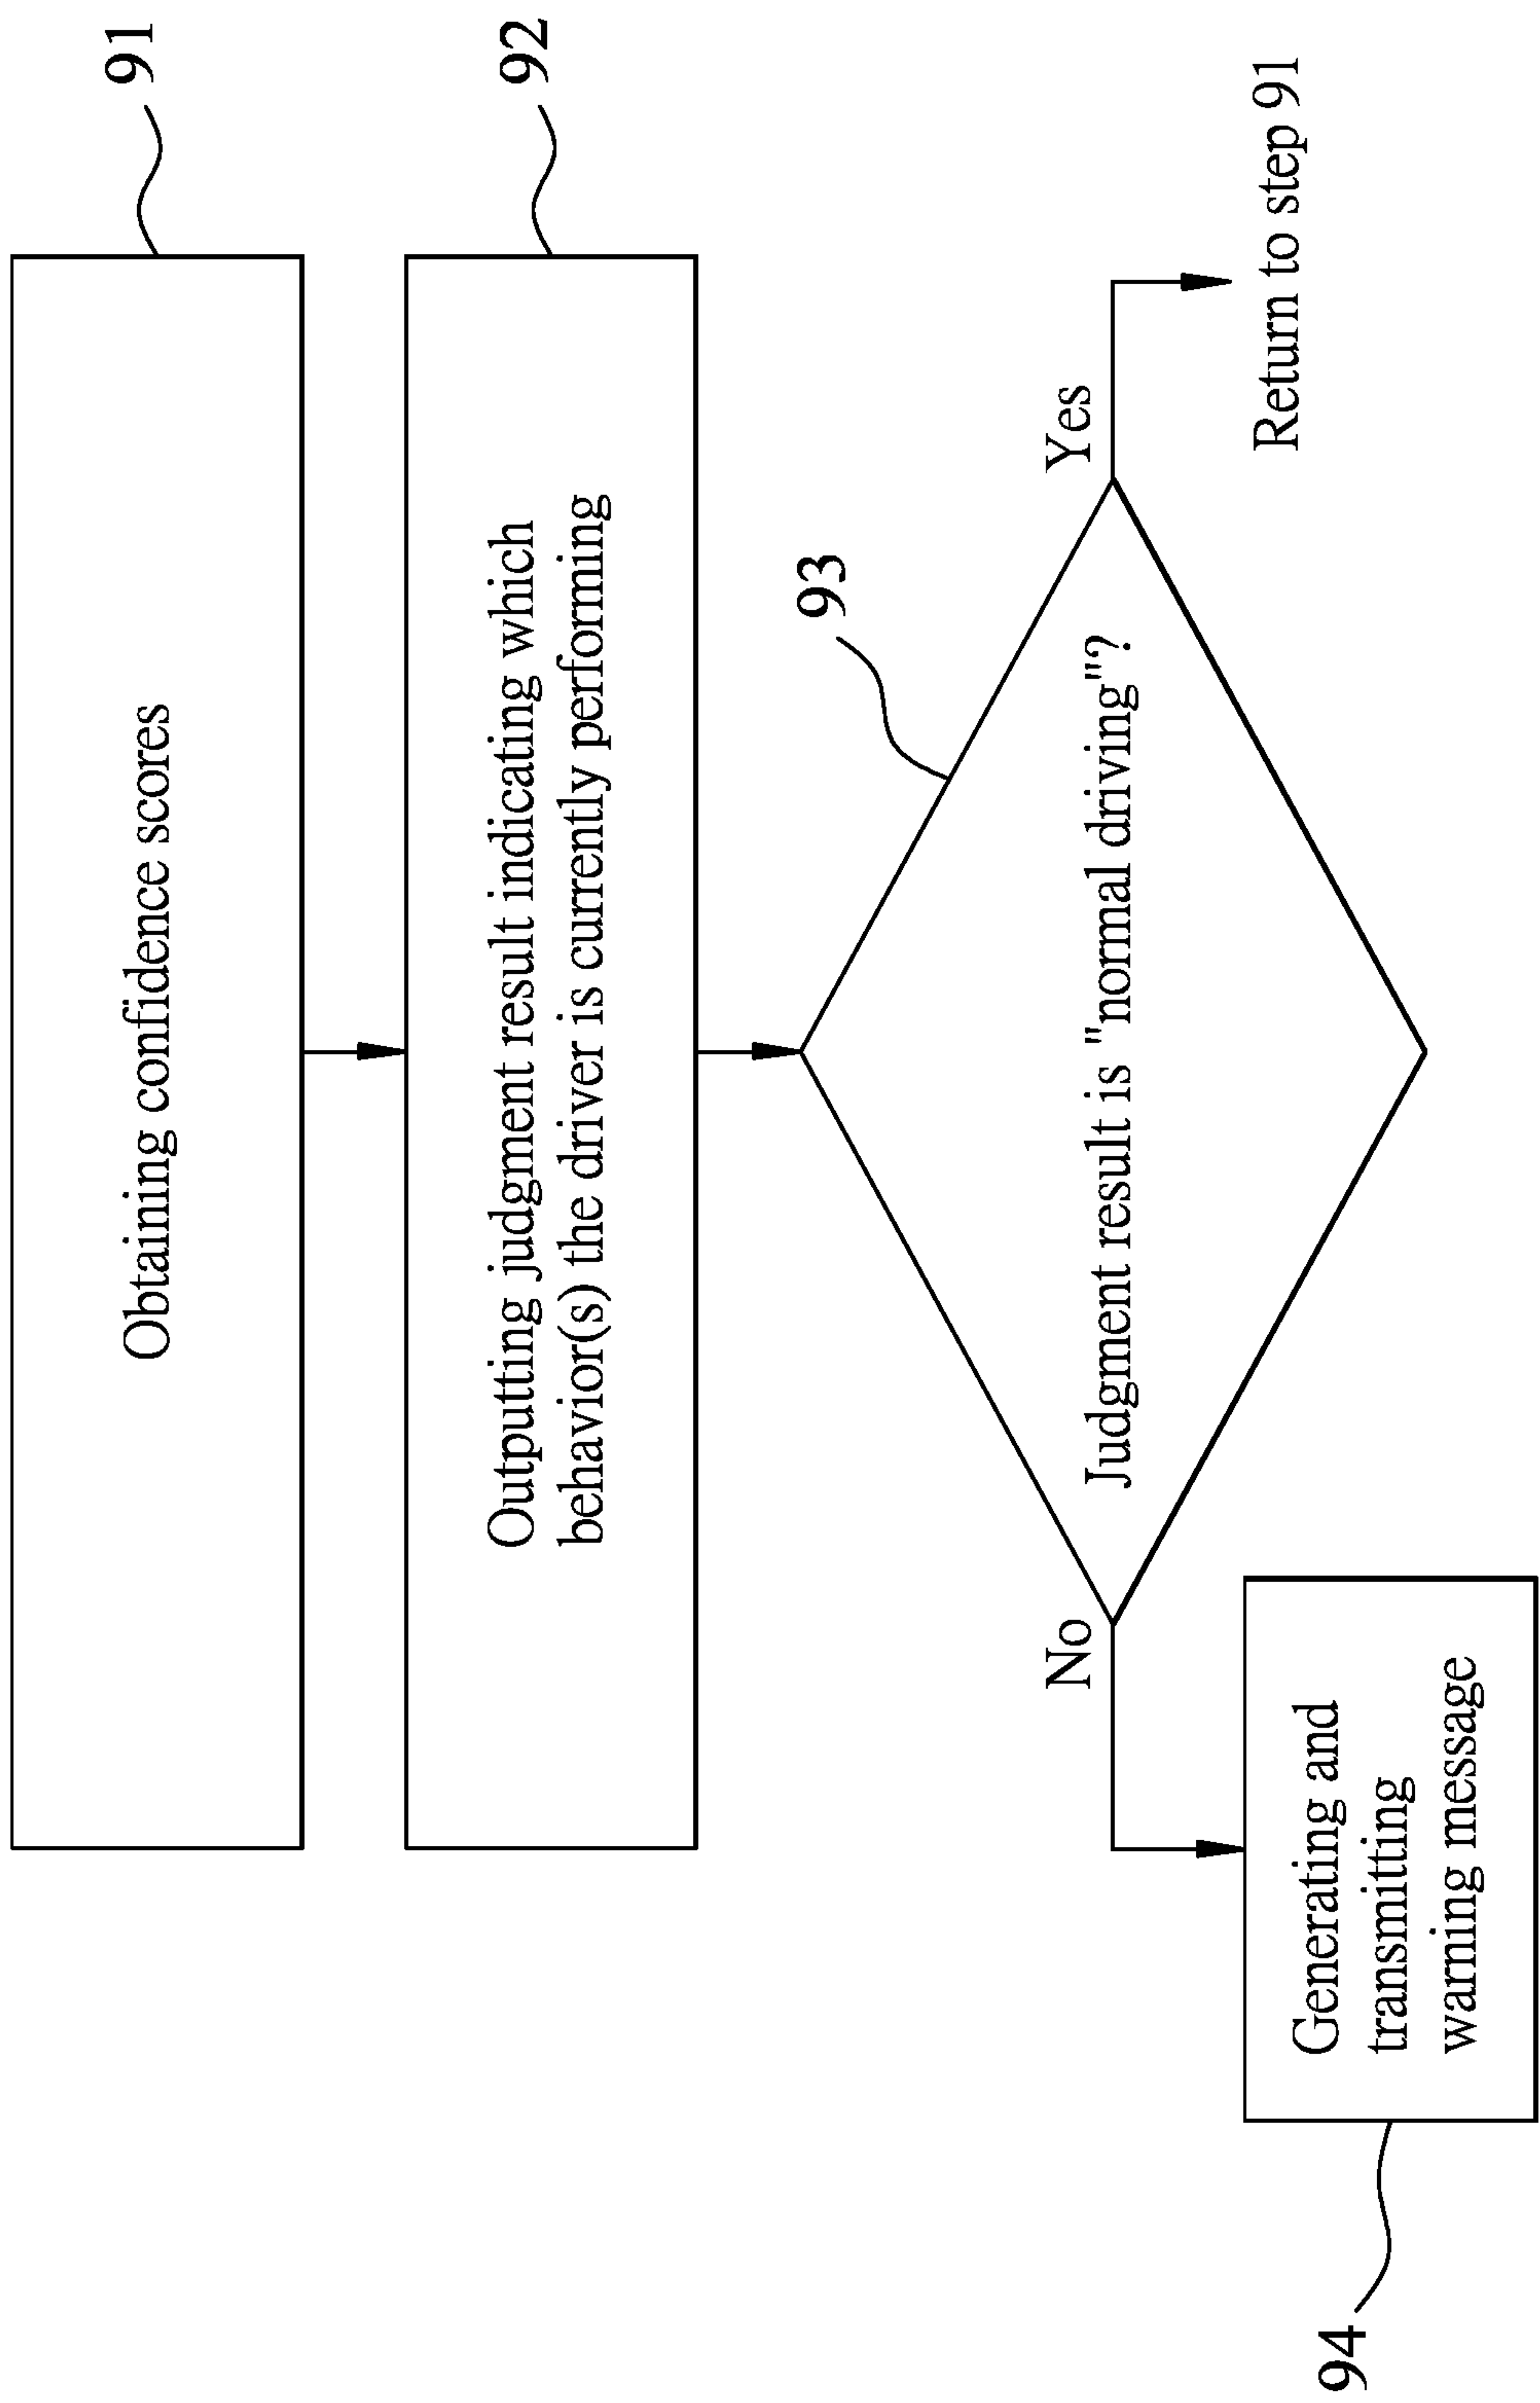 Obtaining confidence scores
91
Outputting judgment result indicating which
behavior(s) the driver is currently performing
92
93
Judgment result is "normal driving"?
No
Yes
Generating and
transmitting
warning message
94
Return to step 91